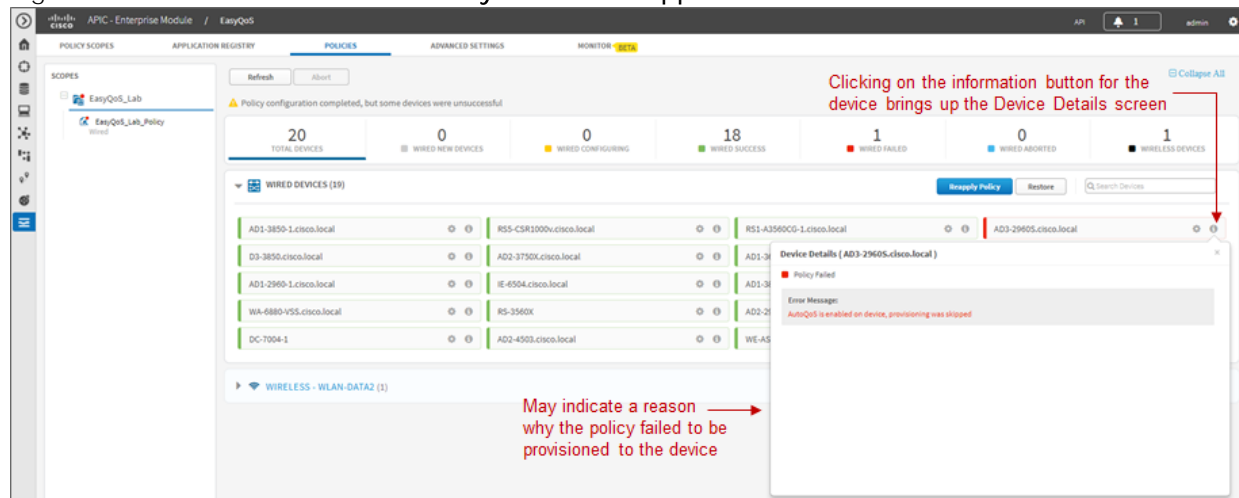 cisco APIC - Enterprise Module / EasyQoS API 1 admin
POLICY SCOPES APPLICATION REGISTRY POLICIES ADVANCED SETTINGS MONITOR BETA
SCOPES
EasyQoS_Lab
EasyQoS_Lab_Policy
Wired
Refresh Abort
Collapse All
Policy configuration completed, but some devices were unsuccessful
Clicking on the information button for the
device brings up the Device Details screen
20 0 0 18 1 0 1
TOTAL DEVICES WIRED NEW DEVICES WIRED CONFIGURING WIRED SUCCESS WIRED FAILED WIRED ABORTED WIRELESS DEVICES
WIRED DEVICES (19) Reapply Policy Restore Search Devices
AD1-3850-1.cisco.local RS5-CSR1000v.cisco.local RS1-A3560CG-1.cisco.local AD3-2960S.cisco.local
D3-3850.cisco.local AD2-3750X.cisco.local
AD1-2960-1.cisco.local IE-6504.cisco.local
WA-6880-VSS.cisco.local RS-3560X
DC-7004-1 AD2-4503.cisco.local WE-AS
Device Details ( AD3-2960S.cisco.local )
Policy Failed
Error Message:
AutoQoS is enabled on device, provisioning was skipped
WIRELESS - WLAN-DATA2 (1)
May indicate a reason
why the policy failed to be
provisioned to the device